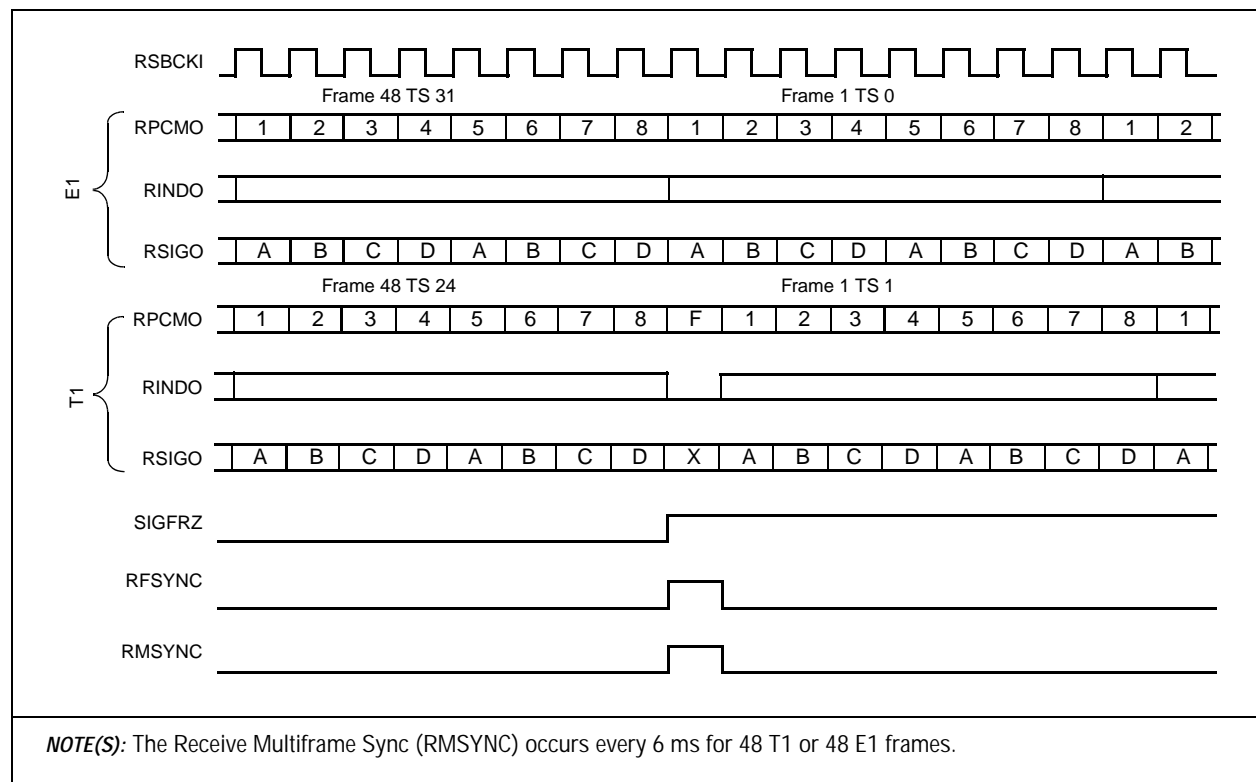 RSBCKI
Frame 48 TS 31 Frame 1 TS 0
E1
RPCMO 1 2 3 4 5 6 7 8 1 2 3 4 5 6 7 8 1 2
RINDO
RSIGO A B C D A B C D A B C D A B C D A B
Frame 48 TS 24 Frame 1 TS 1
T1
RPCMO 1 2 3 4 5 6 7 8 F 1 2 3 4 5 6 7 8 1
RINDO
RSIGO A B C D A B C D X A B C D A B C D A
SIGFRZ
RFSYNC
RMSYNC
NOTE(S): The Receive Multiframe Sync (RMSYNC) occurs every 6 ms for 48 T1 or 48 E1 frames.